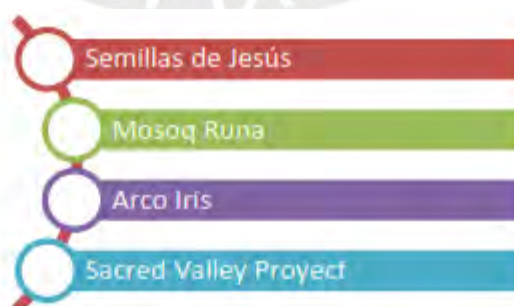 Semillas de Jesús
Mosoq Runa
Arco Iris
Sacred Valley Proyect